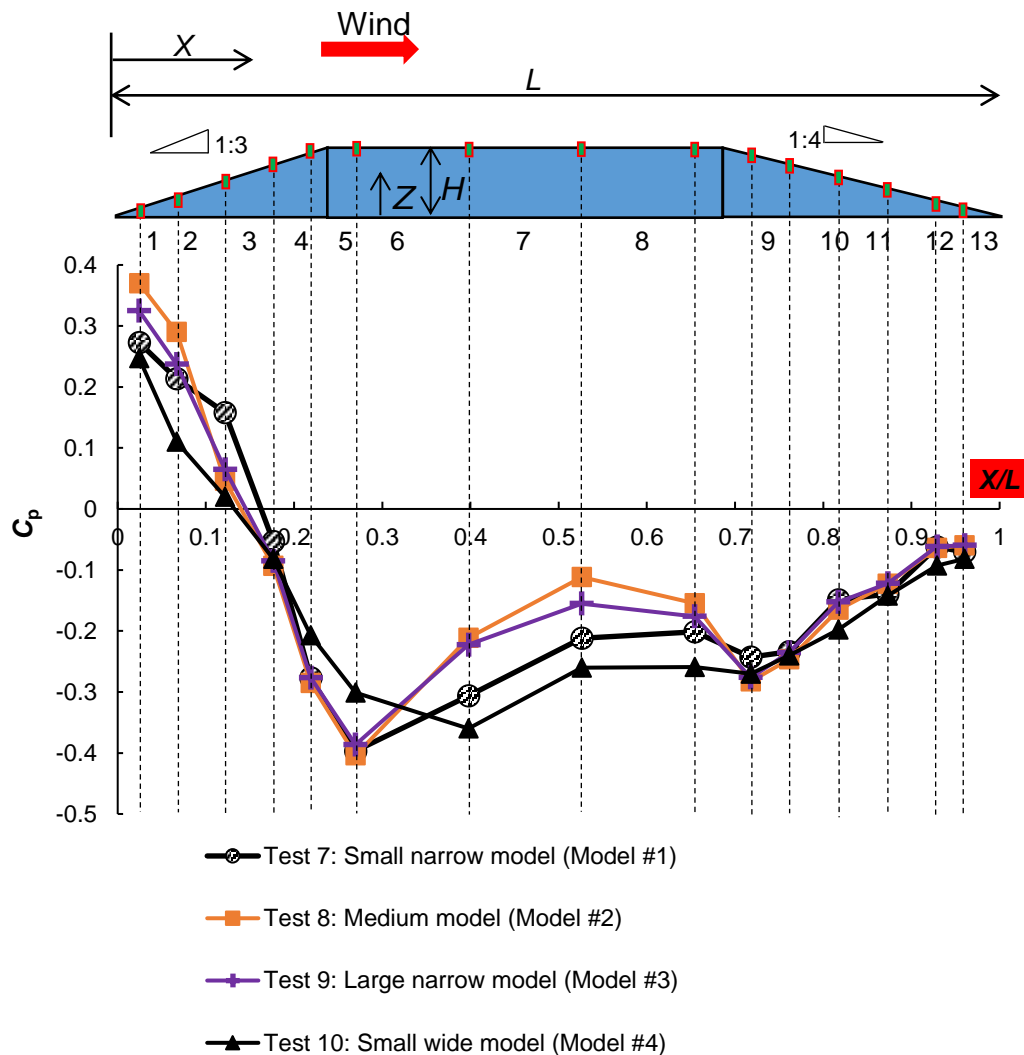 Wind
X
L
1:3
1:4
Z
H
1 2 3 4 5 6 7 8 9 10 11 12 13
0.4
0.3
0.2
0.1
0
-0.1
-0.2
-0.3
-0.4
-0.5
Cp
0 0.1 0.2 0.3 0.4 0.5 0.6 0.7 0.8 0.9 1
X/L
Test 7: Small narrow model (Model #1)
Test 8: Medium model (Model #2)
Test 9: Large narrow model (Model #3)
Test 10: Small wide model (Model #4)